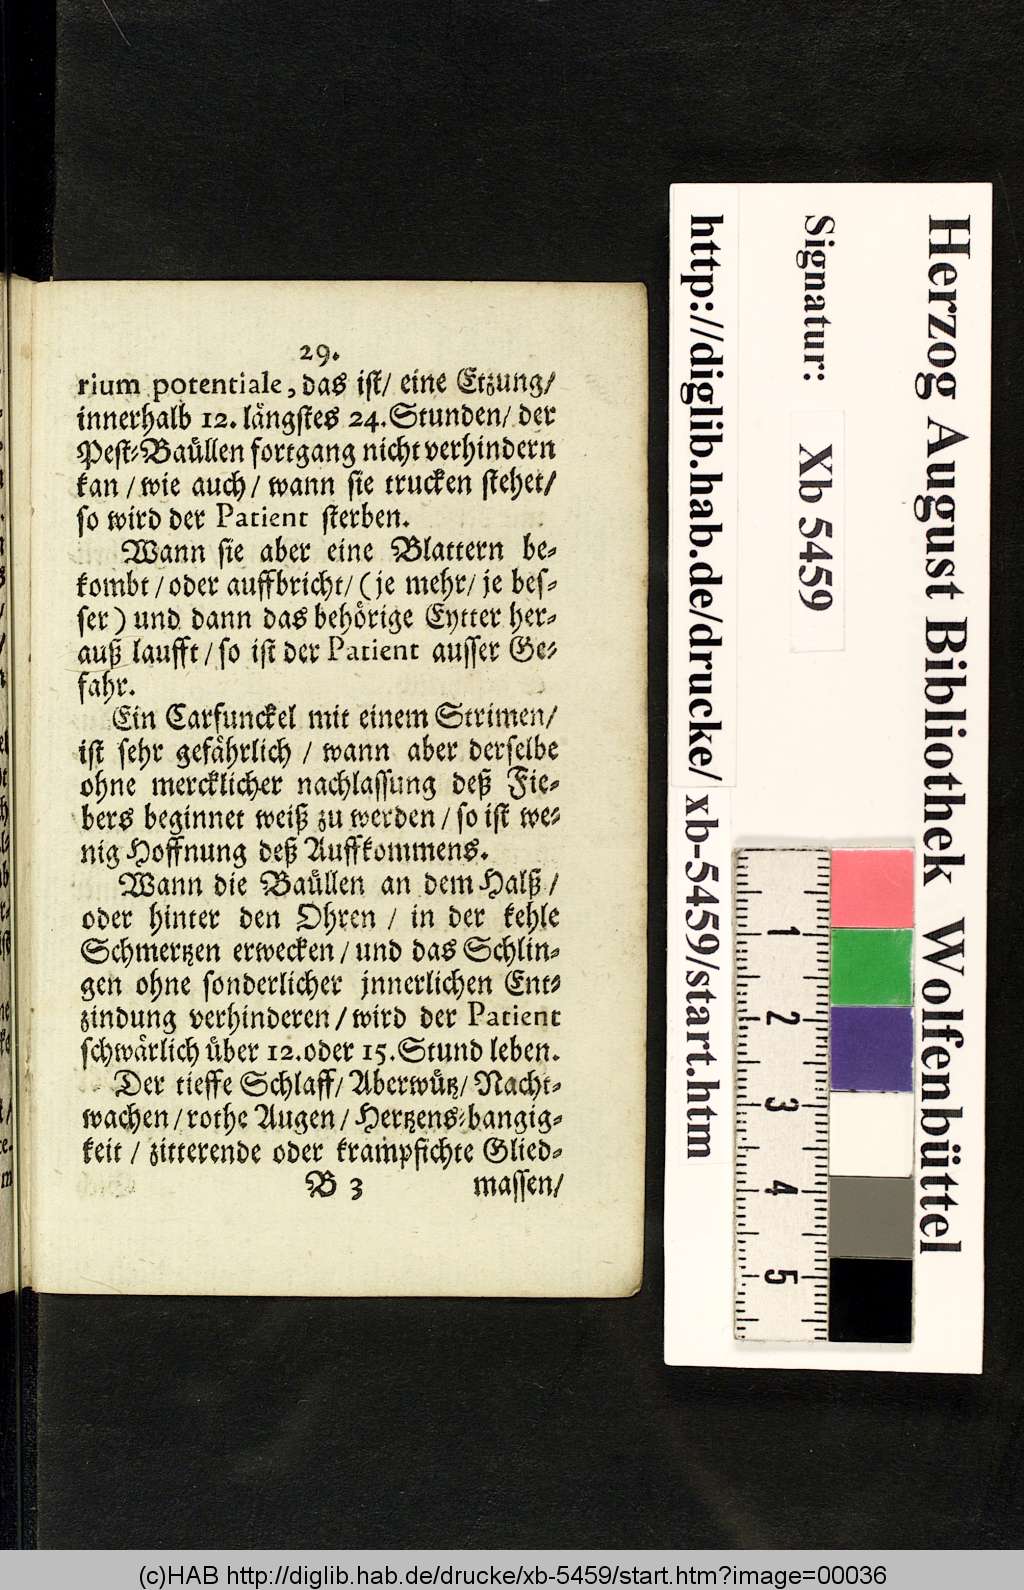 29.
rium potentiale, das ist/ eine Etzung/
innerhalb 12. längstes 24. Stunden/ der
Pest-Baüllen fortgang nicht verhindern
kan / wie auch / wann sie trucken stehet/
so wird der Patient sterben.
Wann sie aber eine Blattern be-
kombt / oder auffbricht/ (je mehr/ je bes-
ser) und dann das behörige Eytter her-
auß laufft / so ist der Patient ausser Ge-
fahr.
Ein Carfunckel mit einem Strimen/
ist sehr gefährlich / wann aber derselbe
ohne mercklicher nachlassung deß Fie-
bers beginnet weiß zu werden / so ist we-
nig Hoffnung deß Auffkommens.
Wann die Baüllen an dem Halß /
oder hinter den Ohren / in der kehle
Schmertzen erwecken / und das Schlin-
gen ohne sonderlicher jnnerlichen Ent-
zindung verhinderen / wird der Patient
schwärlich über 12. oder 15. Stund leben.
Der tieffe Schlaff/ Aberwütz/ Nacht-
wachen / rothe Augen / Hertzens-bangig-
keit / zitterende oder krampfichte Glied-
B 3 massen/
Herzog August Bibliothek Wolfenbüttel
Signatur: Xb 5459
http://diglib.hab.de/drucke/ xb-5459/start.htm
1
2
3
4
5
(c)HAB http://diglib.hab.de/drucke/xb-5459/start.htm?image=00036